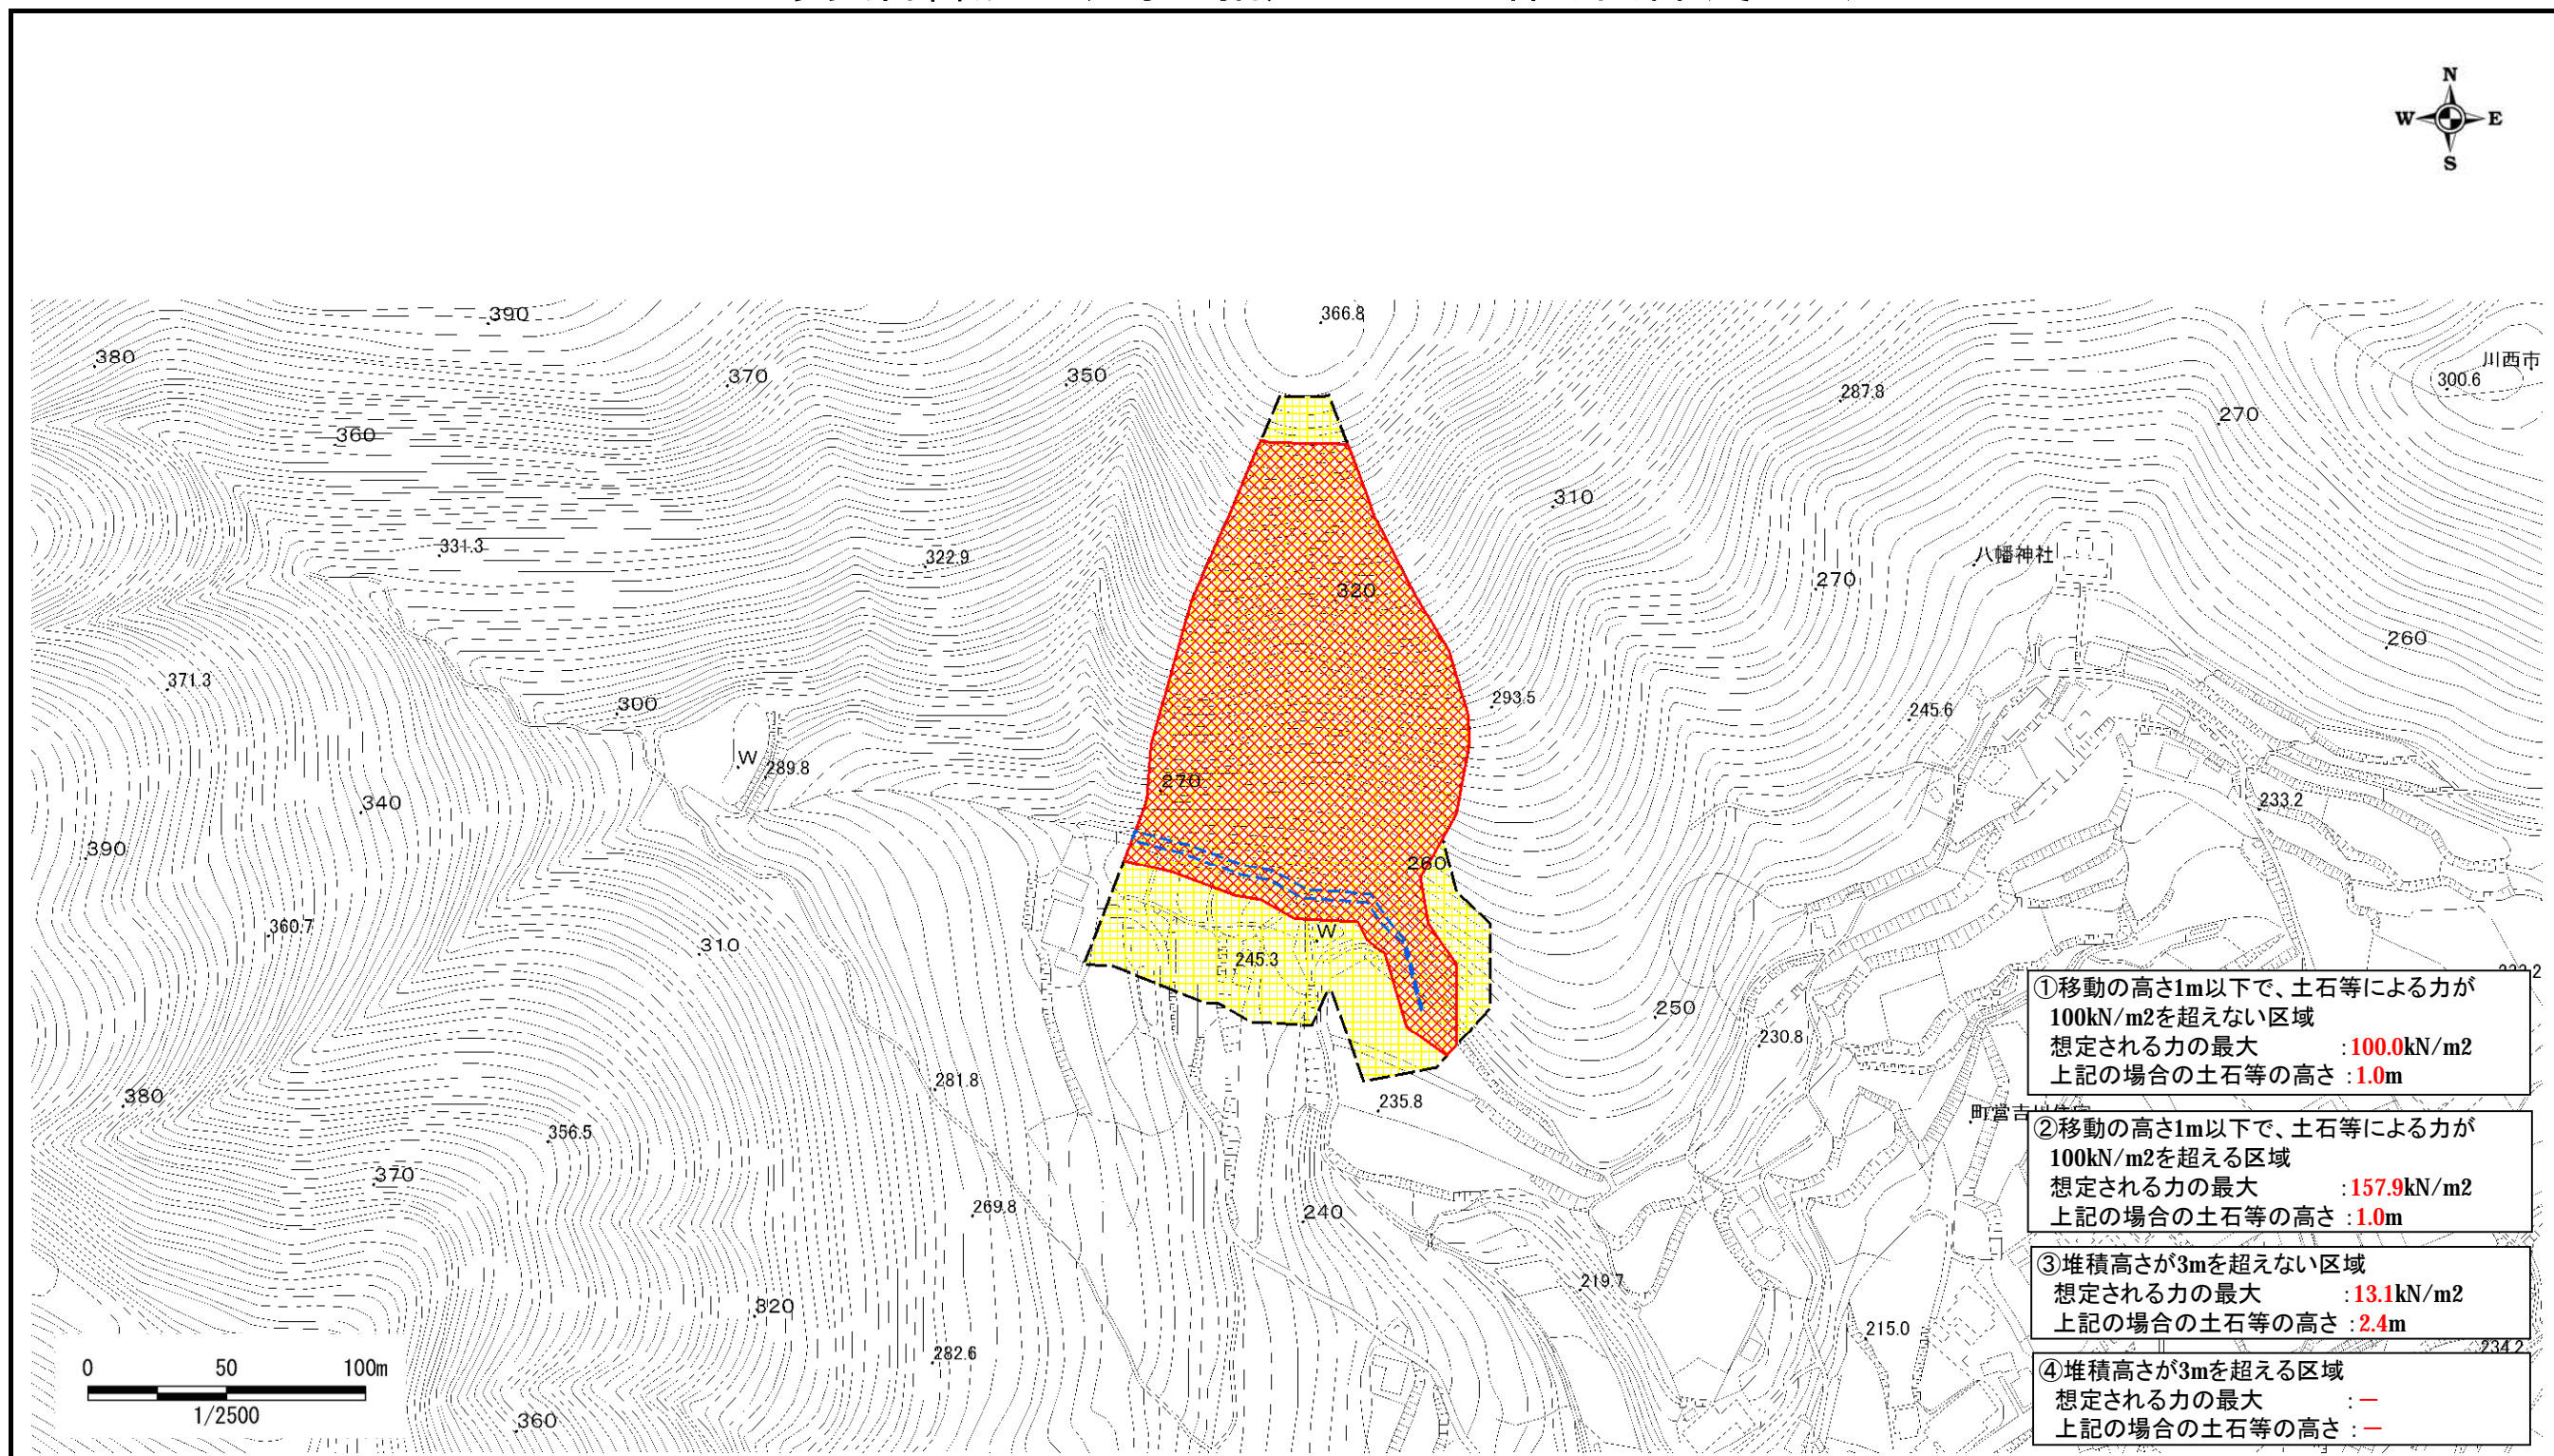 N
W E
S
366.8
390
380
川西市
300.6
370
350
287.8
270
360
310
331.3
322.9
八幡神社
270
320
260
371.3
293.5
300
245.6
W
289.8
270
233.2
340
390
260
360.7
W
310
245.3
250
230.8
①移動の高さ1m以下で、土石等による力が
100kN/m2を超えない区域
想定される力の最大 :100.0kN/m2
上記の場合の土石等の高さ :1.0m
281.8
380
235.8
356.5
②移動の高さ1m以下で、土石等による力が
100kN/m2を超える区域
想定される力の最大 :157.9kN/m2
上記の場合の土石等の高さ :1.0m
370
269.8
240
219.7
③堆積高さが3mを超えない区域
想定される力の最大 :13.1kN/m2
上記の場合の土石等の高さ :2.4m
320
215.0
234.2
282.6
④堆積高さが3mを超える区域
想定される力の最大 :－
上記の場合の土石等の高さ :－
0 50 100m
1/2500
360